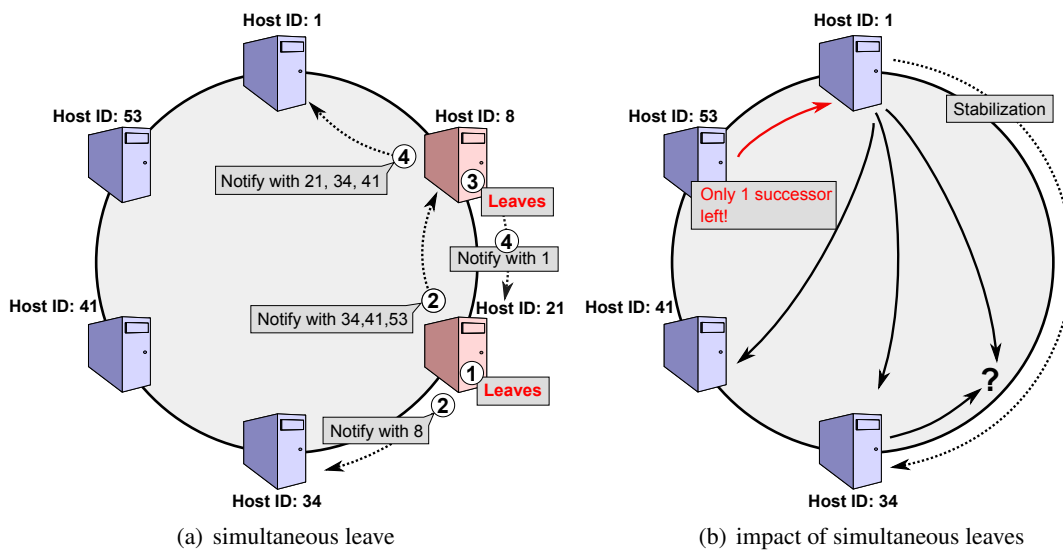 Host ID: 1
Host ID: 53
Host ID: 8
4
Notify with 21, 34, 41
3
Leaves
4
Notify with 1
2
Notify with 34,41,53
Host ID: 41
Host ID: 21
1
Leaves
2
Notify with 8
Host ID: 34
(a) simultaneous leave
Host ID: 1
Host ID: 53
Stabilization
Only 1 successor
left!
Host ID: 41
?
Host ID: 34
(b) impact of simultaneous leaves